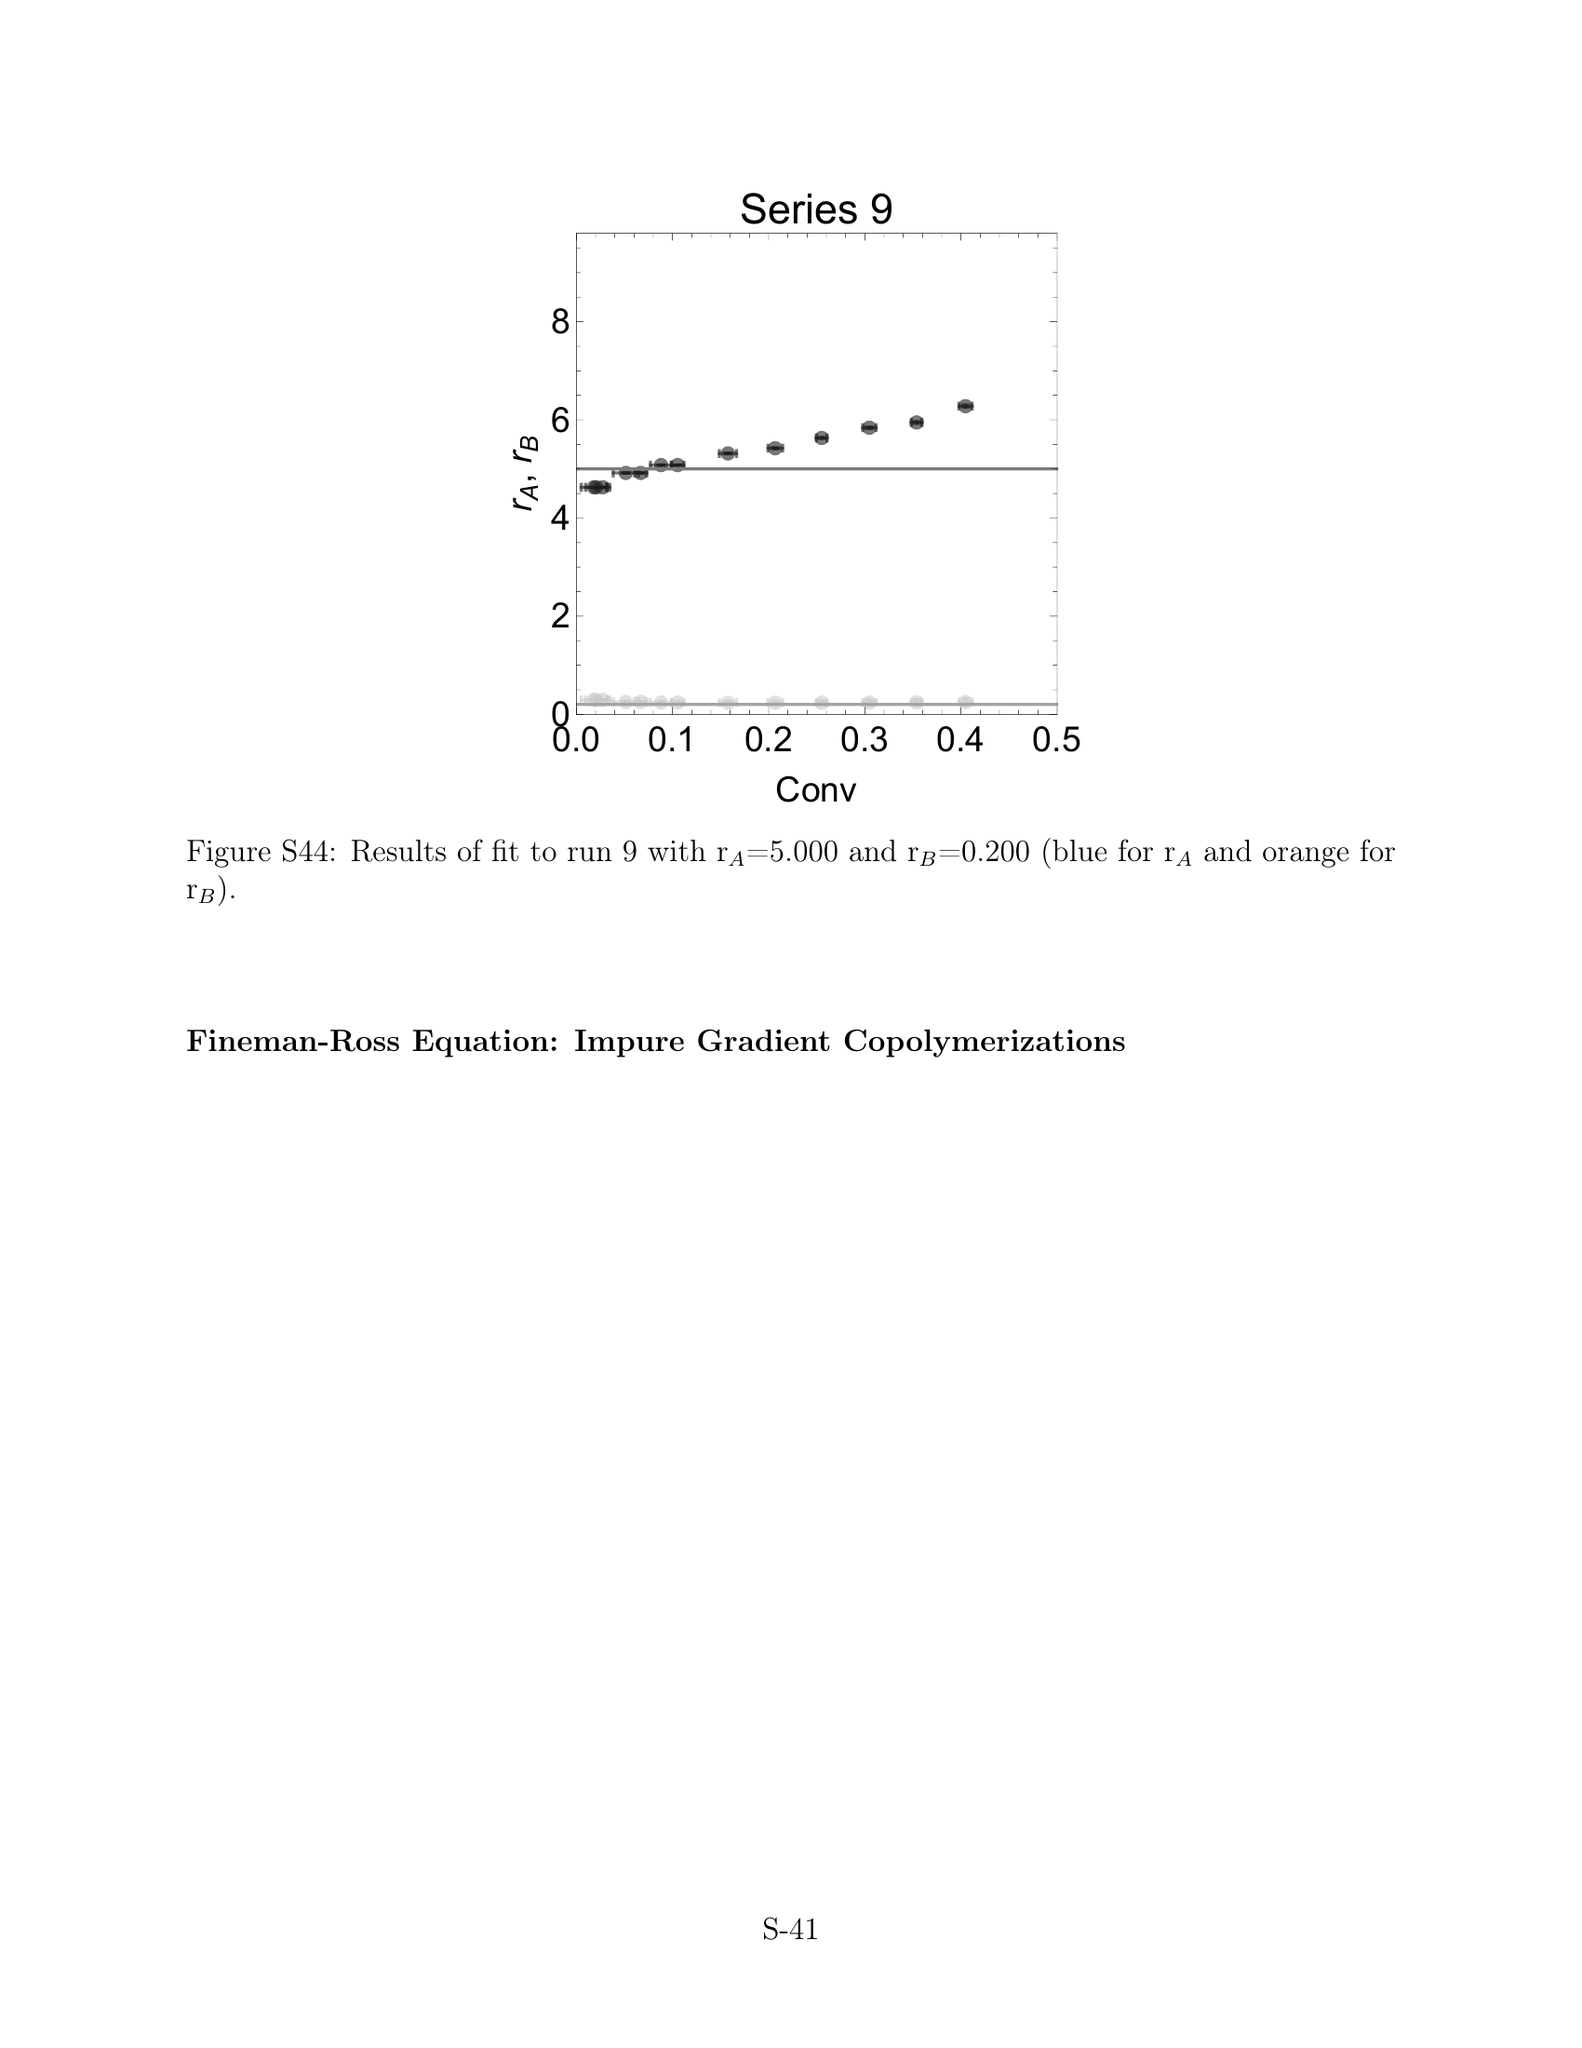 Series 9
8
6
4
2
0
r_A, r_B
0.0 0.1 0.2 0.3 0.4 0.5
Conv
Figure S44: Results of fit to run 9 with r_A=5.000 and r_B=0.200 (blue for r_A and orange for
r_B).
Fineman-Ross Equation: Impure Gradient Copolymerizations
S-41